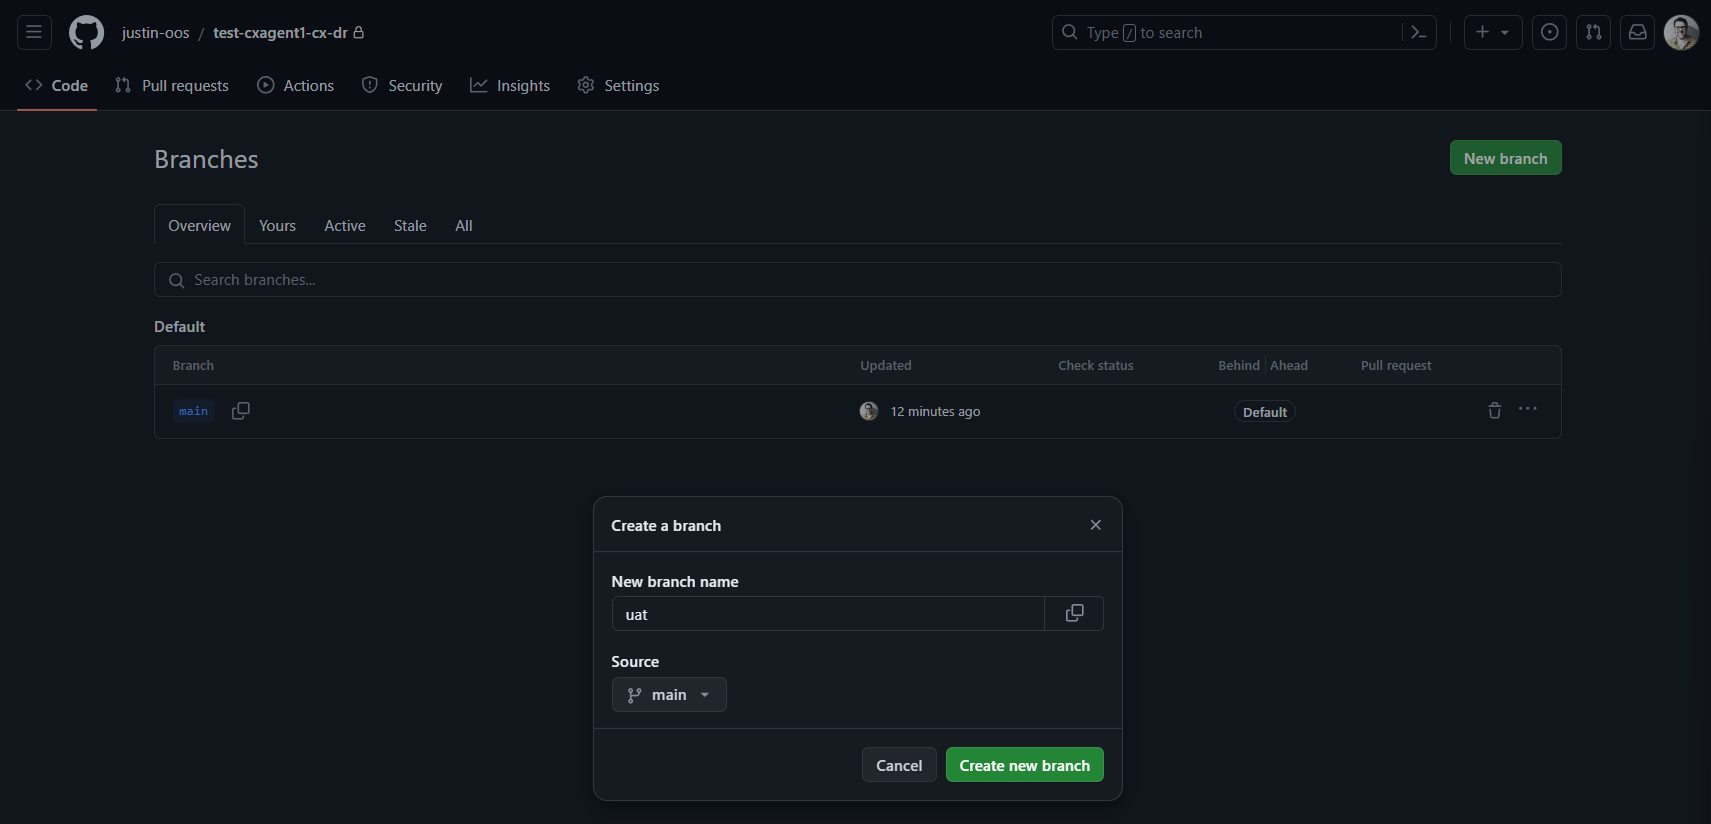 justin-oos / test-cxagent1-cx-dr
Type / to search
Code Pull requests Actions Security Insights Settings
Branches
New branch
Overview Yours Active Stale All
Search branches...
Default
Branch Updated Check status Behind Ahead Pull request
main 12 minutes ago Default
Create a branch
New branch name
uat
Source
main
Cancel Create new branch